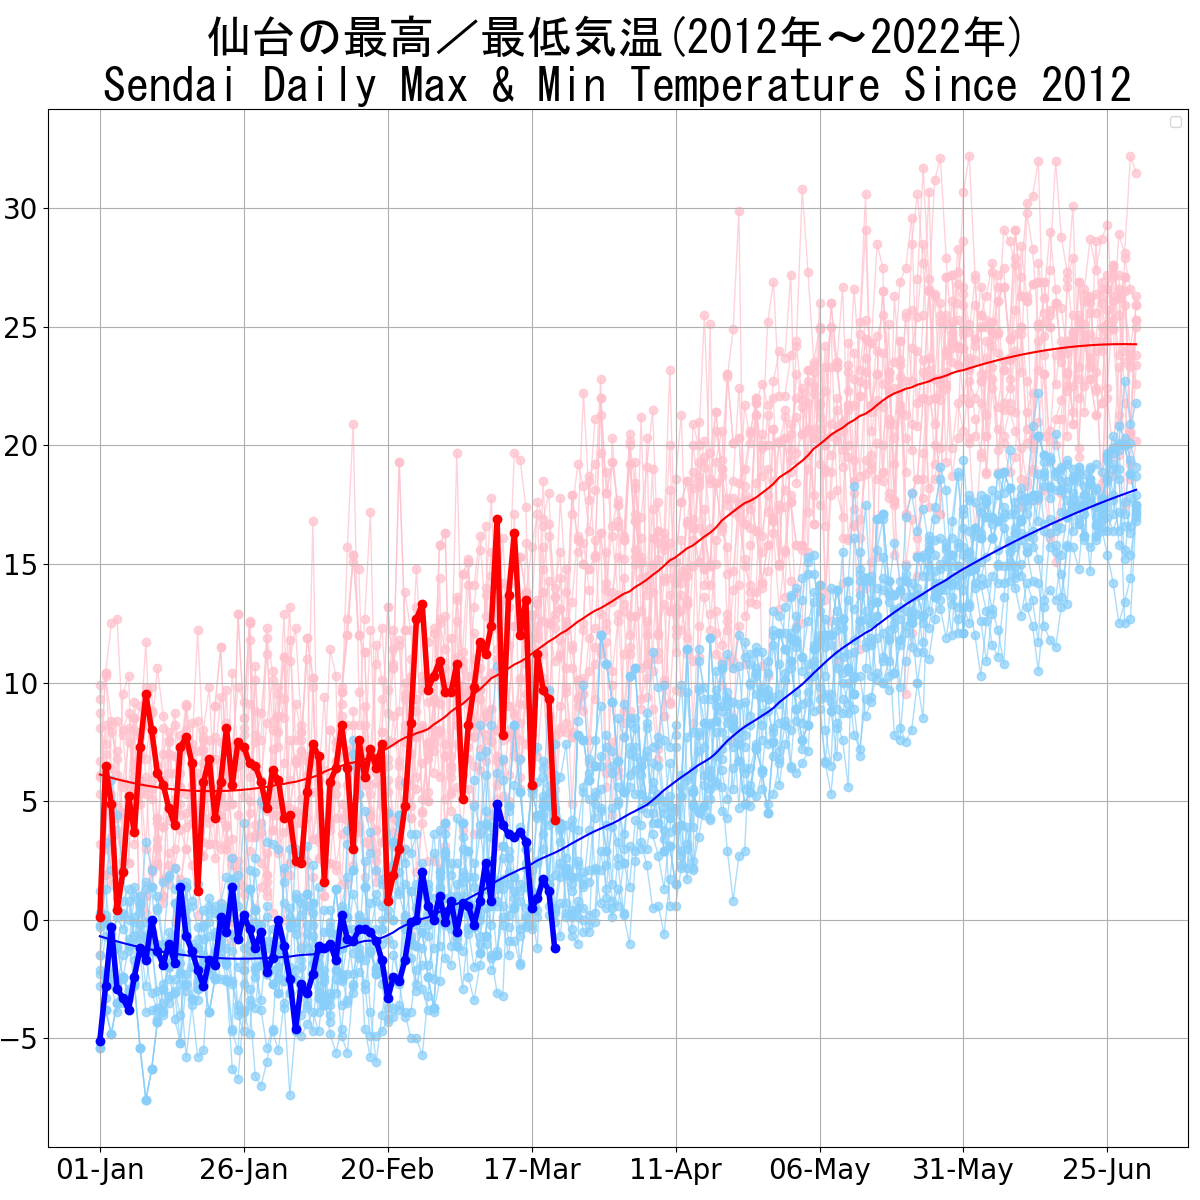 仙台の最高／最低気温(2012年～2022年)
Sendai Daily Max & Min Temperature Since 2012
30
25
20
15
10
5
0
−5
01-Jan 26-Jan 20-Feb 17-Mar 11-Apr 06-May 31-May 25-Jun